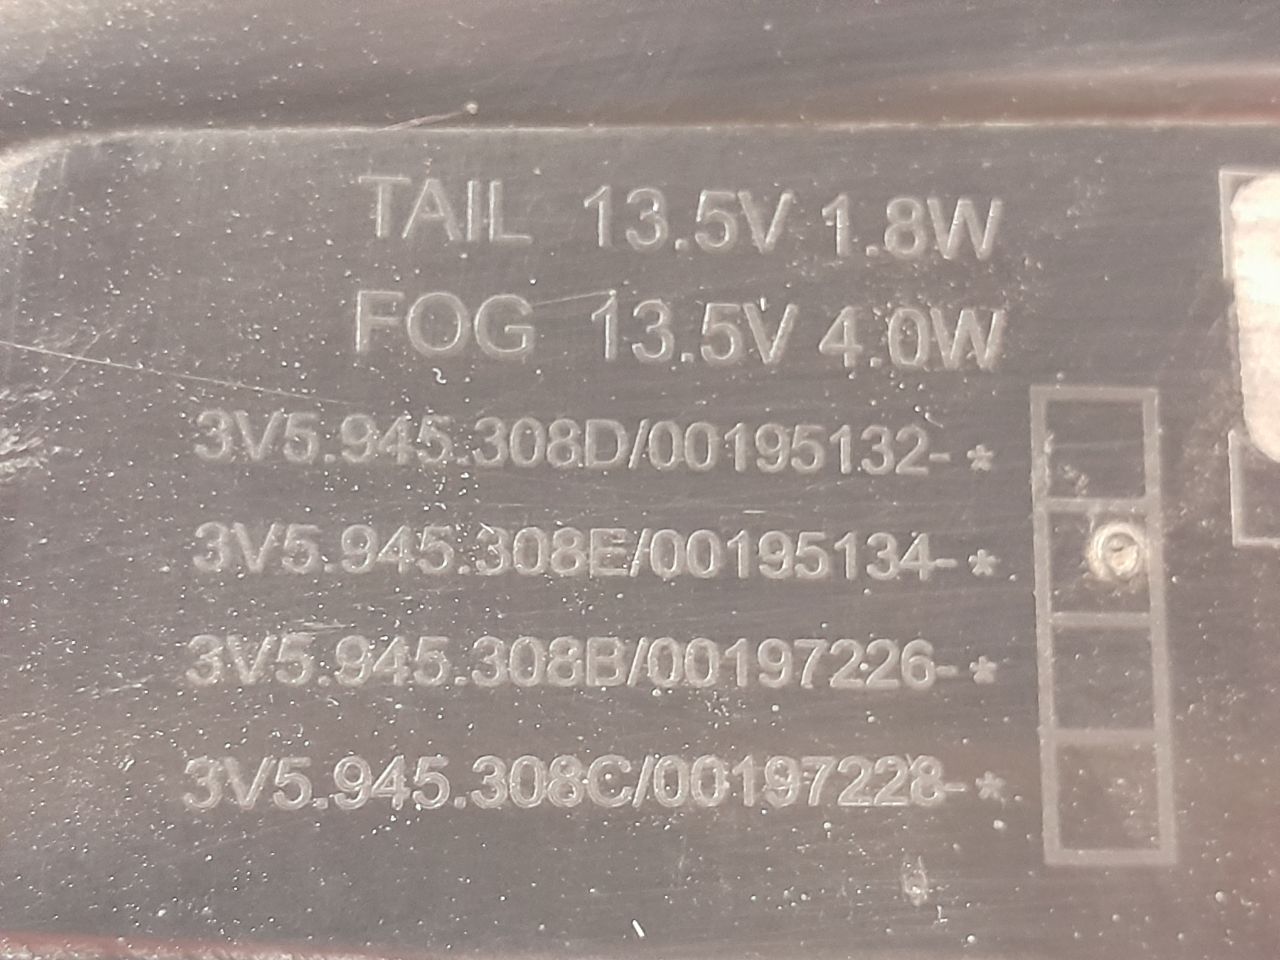 TAIL 13.5V 1.8W
FOG 13.5V 4.0W
3V5.945.308D/00195132-*
3V5.945.308E/00195134-*
3V5.945.308B/00197226-*
3V5.945.308C/00197228-*